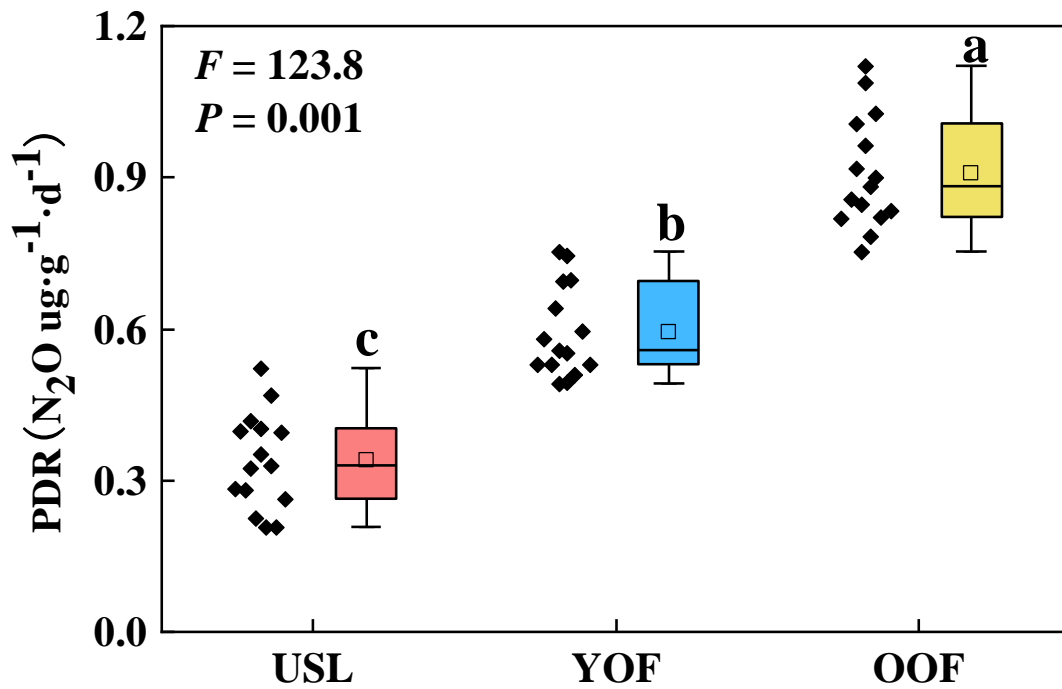 1.2
0.9
0.6
0.3
0.0
PDR (N₂O ug·g⁻¹·d⁻¹)
F = 123.8
P = 0.001
c
b
a
USL YOF OOF